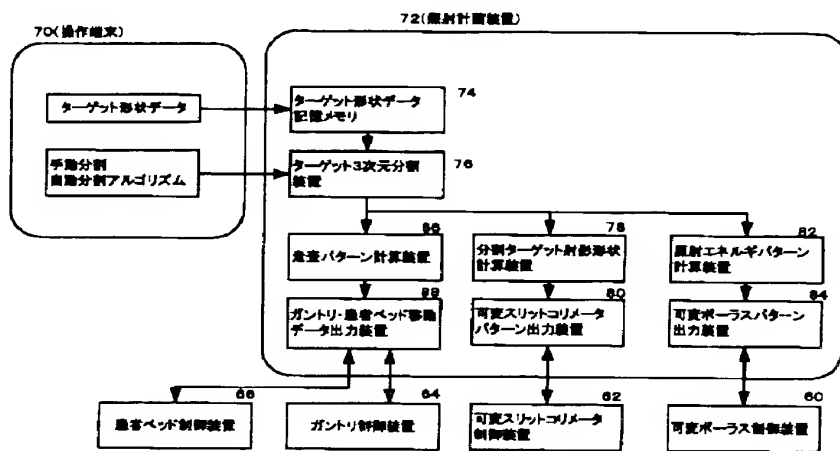 70(操作端末)
72(照射計画装置)
ターゲット形状データ
ターゲット形状データ
記憶メモリ
74
手動分割
自動分割アルゴリズム
ターゲット3次元分割
装置
76
86
走査パターン計算装置
78
分割ターゲット射影形状
計算装置
82
照射エネルギパターン
計算装置
88
ガントリ・患者ベッド移動
データ出力装置
80
可変スリットコリメータ
パターン出力装置
84
可変ボーラスパターン
出力装置
66
患者ベッド制御装置
64
ガントリ制御装置
62
可変スリットコリメータ
制御装置
60
可変ボーラス制御装置